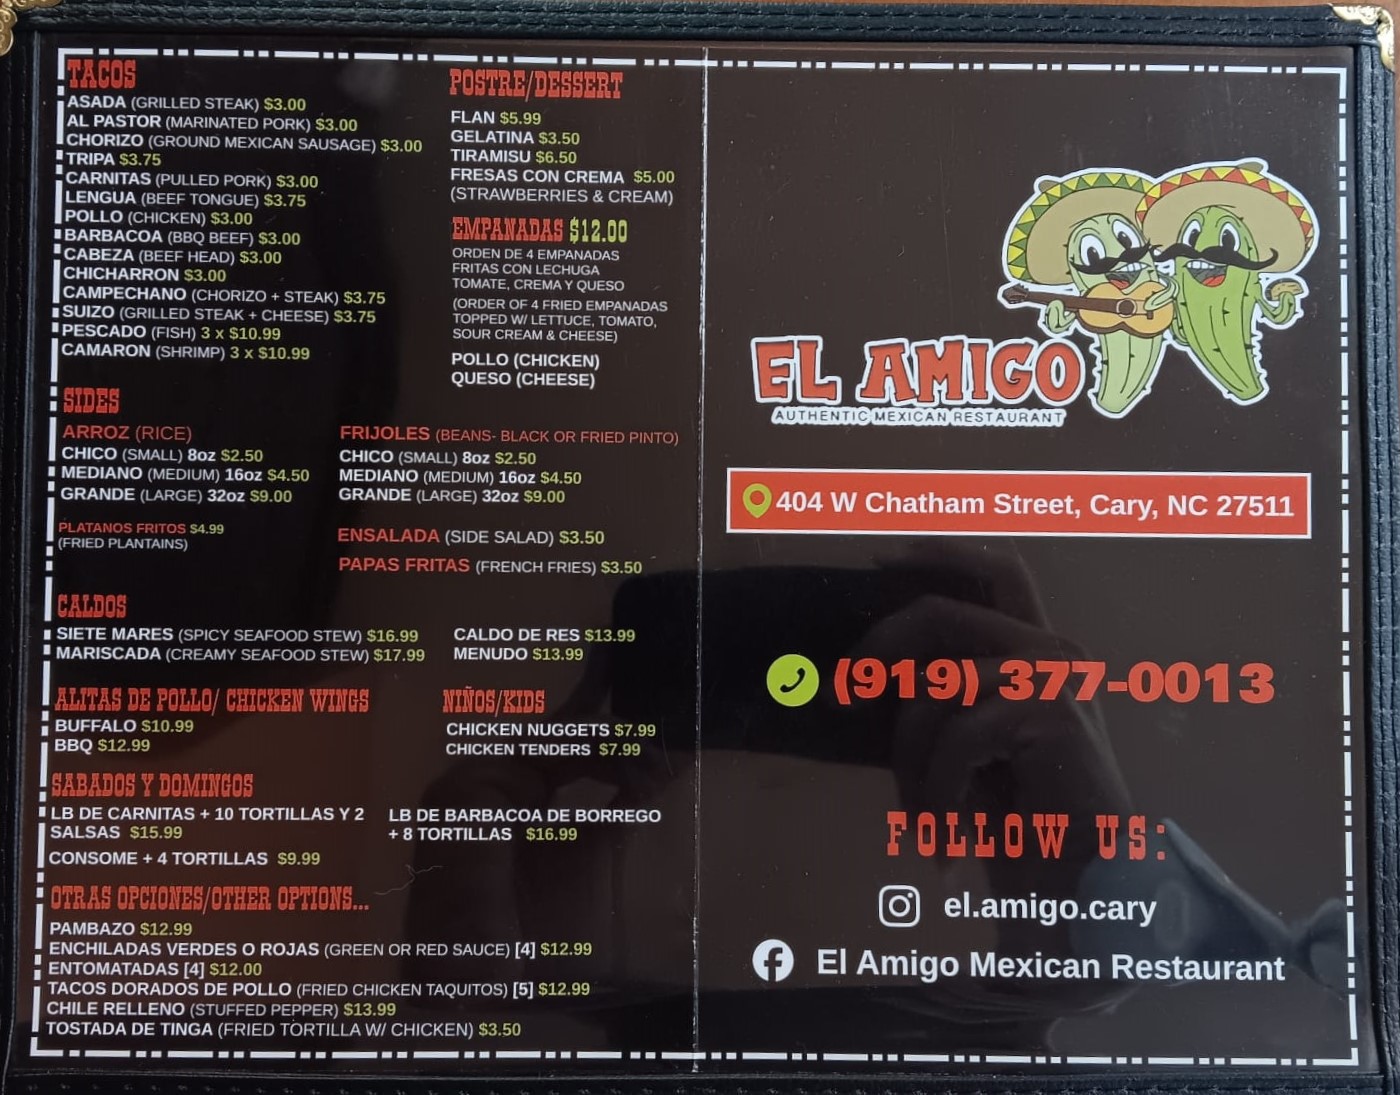 TACOS
ASADA (GRILLED STEAK) $3.00
AL PASTOR (MARINATED PORK) $3.00
CHORIZO (GROUND MEXICAN SAUSAGE) $3.00
TRIPA $3.75
CARNITAS (PULLED PORK) $3.00
LENGUA (BEEF TONGUE) $3.75
POLLO (CHICKEN) $3.00
BARBACOA (BBQ BEEF) $3.00
CABEZA (BEEF HEAD) $3.00
CHICHARRON $3.00
CAMPECHANO (CHORIZO + STEAK) $3.75
SUIZO (GRILLED STEAK + CHEESE) $3.75
PESCADO (FISH) 3 x $10.99
CAMARON (SHRIMP) 3 x $10.99
POSTRE/DESSERT
FLAN $5.99
GELATINA $3.50
TIRAMISU $6.50
FRESAS CON CREMA $5.00
(STRAWBERRIES & CREAM)
EMPANADAS $12.00
ORDEN DE 4 EMPANADAS
FRITAS CON LECHUGA
TOMATE, CREMA Y QUESO
(ORDER OF 4 FRIED EMPANADAS
TOPPED W/ LETTUCE, TOMATO,
SOUR CREAM & CHEESE)
POLLO (CHICKEN)
QUESO (CHEESE)
SIDES
ARROZ (RICE)
CHICO (SMALL) 8oz $2.50
MEDIANO (MEDIUM) 16oz $4.50
GRANDE (LARGE) 32oz $9.00
PLATANOS FRITOS $4.99
(FRIED PLANTAINS)
FRIJOLES (BEANS- BLACK OR FRIED PINTO)
CHICO (SMALL) 8oz $2.50
MEDIANO (MEDIUM) 16oz $4.50
GRANDE (LARGE) 32oz $9.00
ENSALADA (SIDE SALAD) $3.50
PAPAS FRITAS (FRENCH FRIES) $3.50
CALDOS
SIETE MARES (SPICY SEAFOOD STEW) $16.99
MARISCADA (CREAMY SEAFOOD STEW) $17.99
CALDO DE RES $13.99
MENUDO $13.99
ALITAS DE POLLO/ CHICKEN WINGS
BUFFALO $10.99
BBQ $12.99
NIÑOS/KIDS
CHICKEN NUGGETS $7.99
CHICKEN TENDERS $7.99
SABADOS Y DOMINGOS
LB DE CARNITAS + 10 TORTILLAS Y 2
SALSAS $15.99
CONSOME + 4 TORTILLAS $9.99
LB DE BARBACOA DE BORREGO
+ 8 TORTILLAS $16.99
OTRAS OPCIONES/OTHER OPTIONS...
PAMBAZO $12.99
ENCHILADAS VERDES O ROJAS (GREEN OR RED SAUCE) [4] $12.99
ENTOMATADAS [4] $12.00
TACOS DORADOS DE POLLO (FRIED CHICKEN TAQUITOS) [5] $12.99
CHILE RELLENO (STUFFED PEPPER) $13.99
TOSTADA DE TINGA (FRIED TORTILLA W/ CHICKEN) $3.50
EL AMIGO
AUTHENTIC MEXICAN RESTAURANT
404 W Chatham Street, Cary, NC 27511
(919) 377-0013
FOLLOW US:
el.amigo.cary
El Amigo Mexican Restaurant